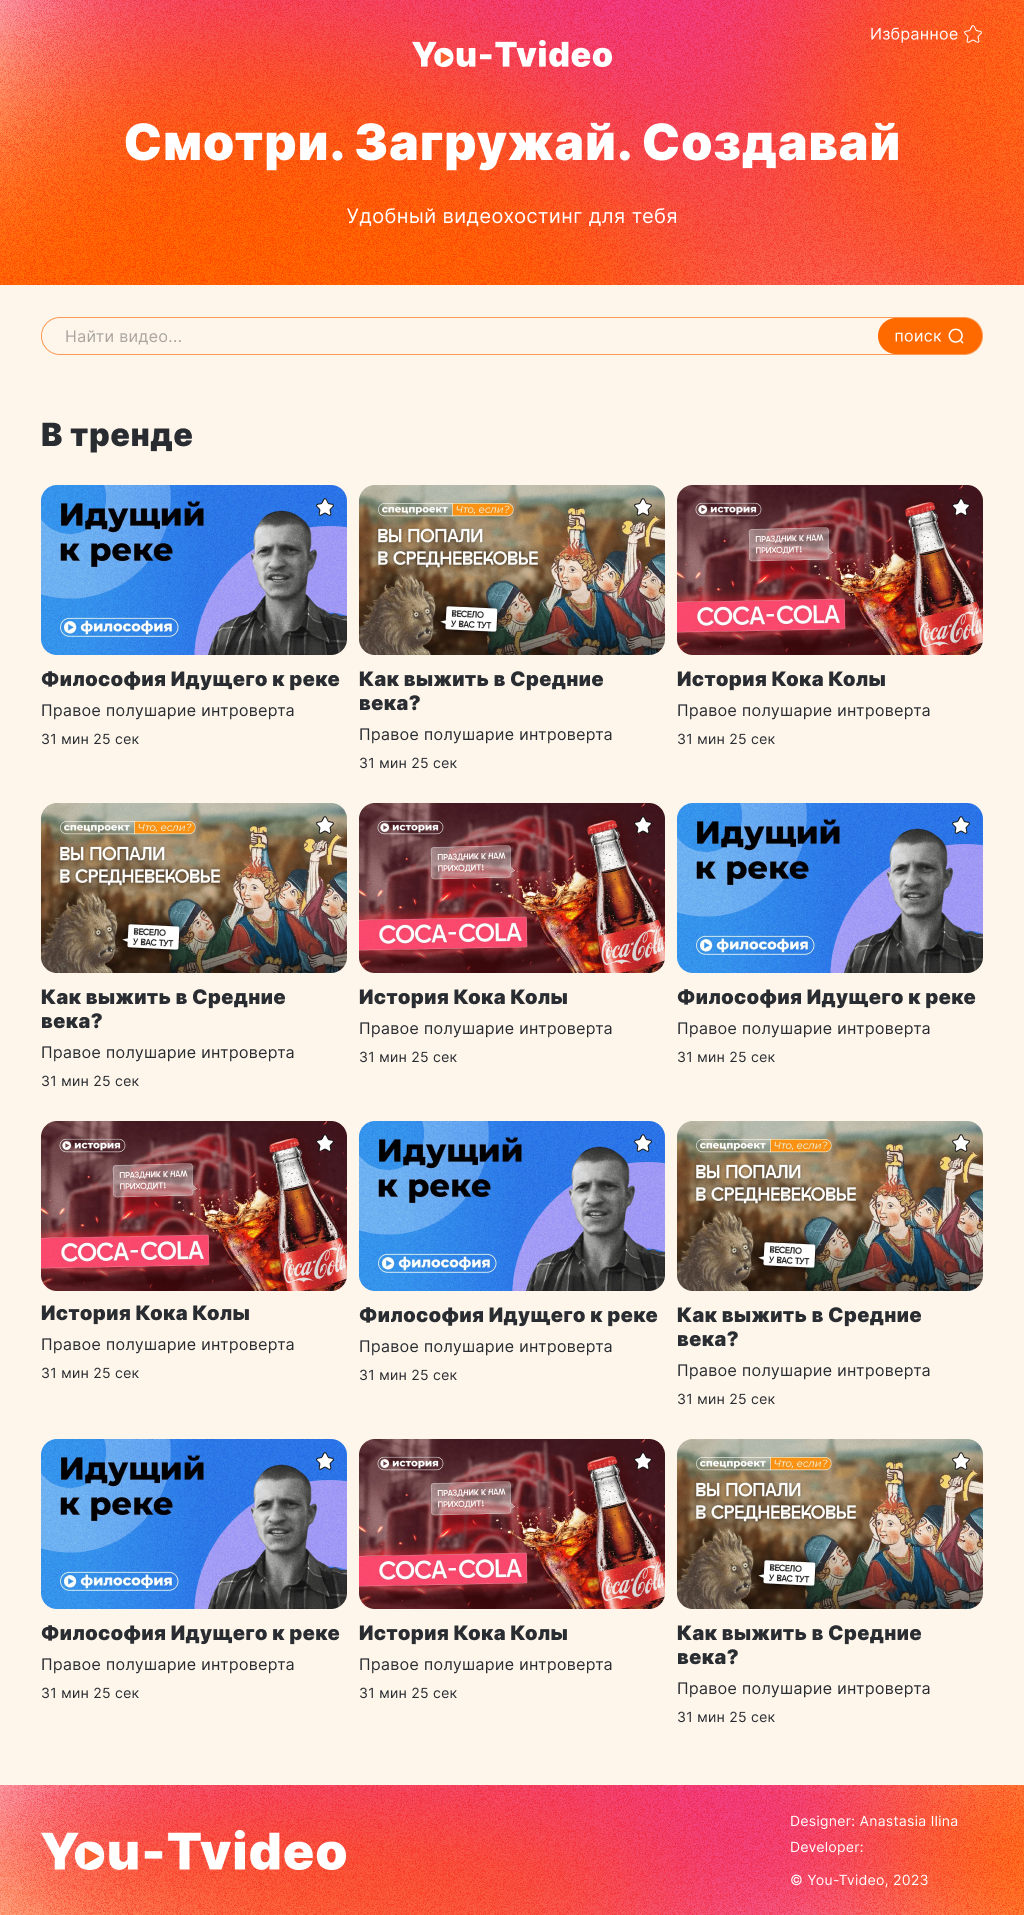 Избранное
You-Tvideo
Смотри. Загружай. Создавай
Удобный видеохостинг для тебя
Найти видео...
поиск
В тренде
Идущий
к реке
философия
Философия Идущего к реке
Правое полушарие интроверта
31 мин 25 сек
спецпроект Что, если?
ВЫ ПОПАЛИ
В СРЕДНЕВЕКОВЬЕ
ВЕСЕЛО
У ВАС ТУТ
Как выжить в Средние
века?
Правое полушарие интроверта
31 мин 25 сек
история
ПРАЗДНИК К НАМ
ПРИХОДИТ!
COCA-COLA
Coca-Cola
История Кока Колы
Правое полушарие интроверта
31 мин 25 сек
спецпроект Что, если?
ВЫ ПОПАЛИ
В СРЕДНЕВЕКОВЬЕ
ВЕСЕЛО
У ВАС ТУТ
Как выжить в Средние
века?
Правое полушарие интроверта
31 мин 25 сек
история
ПРАЗДНИК К НАМ
ПРИХОДИТ!
COCA-COLA
Coca-Cola
История Кока Колы
Правое полушарие интроверта
31 мин 25 сек
Идущий
к реке
философия
Философия Идущего к реке
Правое полушарие интроверта
31 мин 25 сек
история
ПРАЗДНИК К НАМ
ПРИХОДИТ!
COCA-COLA
Coca-Cola
История Кока Колы
Правое полушарие интроверта
31 мин 25 сек
Идущий
к реке
философия
Философия Идущего к реке
Правое полушарие интроверта
31 мин 25 сек
спецпроект Что, если?
ВЫ ПОПАЛИ
В СРЕДНЕВЕКОВЬЕ
ВЕСЕЛО
У ВАС ТУТ
Как выжить в Средние
века?
Правое полушарие интроверта
31 мин 25 сек
Идущий
к реке
философия
Философия Идущего к реке
Правое полушарие интроверта
31 мин 25 сек
история
ПРАЗДНИК К НАМ
ПРИХОДИТ!
COCA-COLA
Coca-Cola
История Кока Колы
Правое полушарие интроверта
31 мин 25 сек
спецпроект Что, если?
ВЫ ПОПАЛИ
В СРЕДНЕВЕКОВЬЕ
ВЕСЕЛО
У ВАС ТУТ
Как выжить в Средние
века?
Правое полушарие интроверта
31 мин 25 сек
You-Tvideo
Designer: Anastasia Ilina
Developer:
© You-Tvideo, 2023